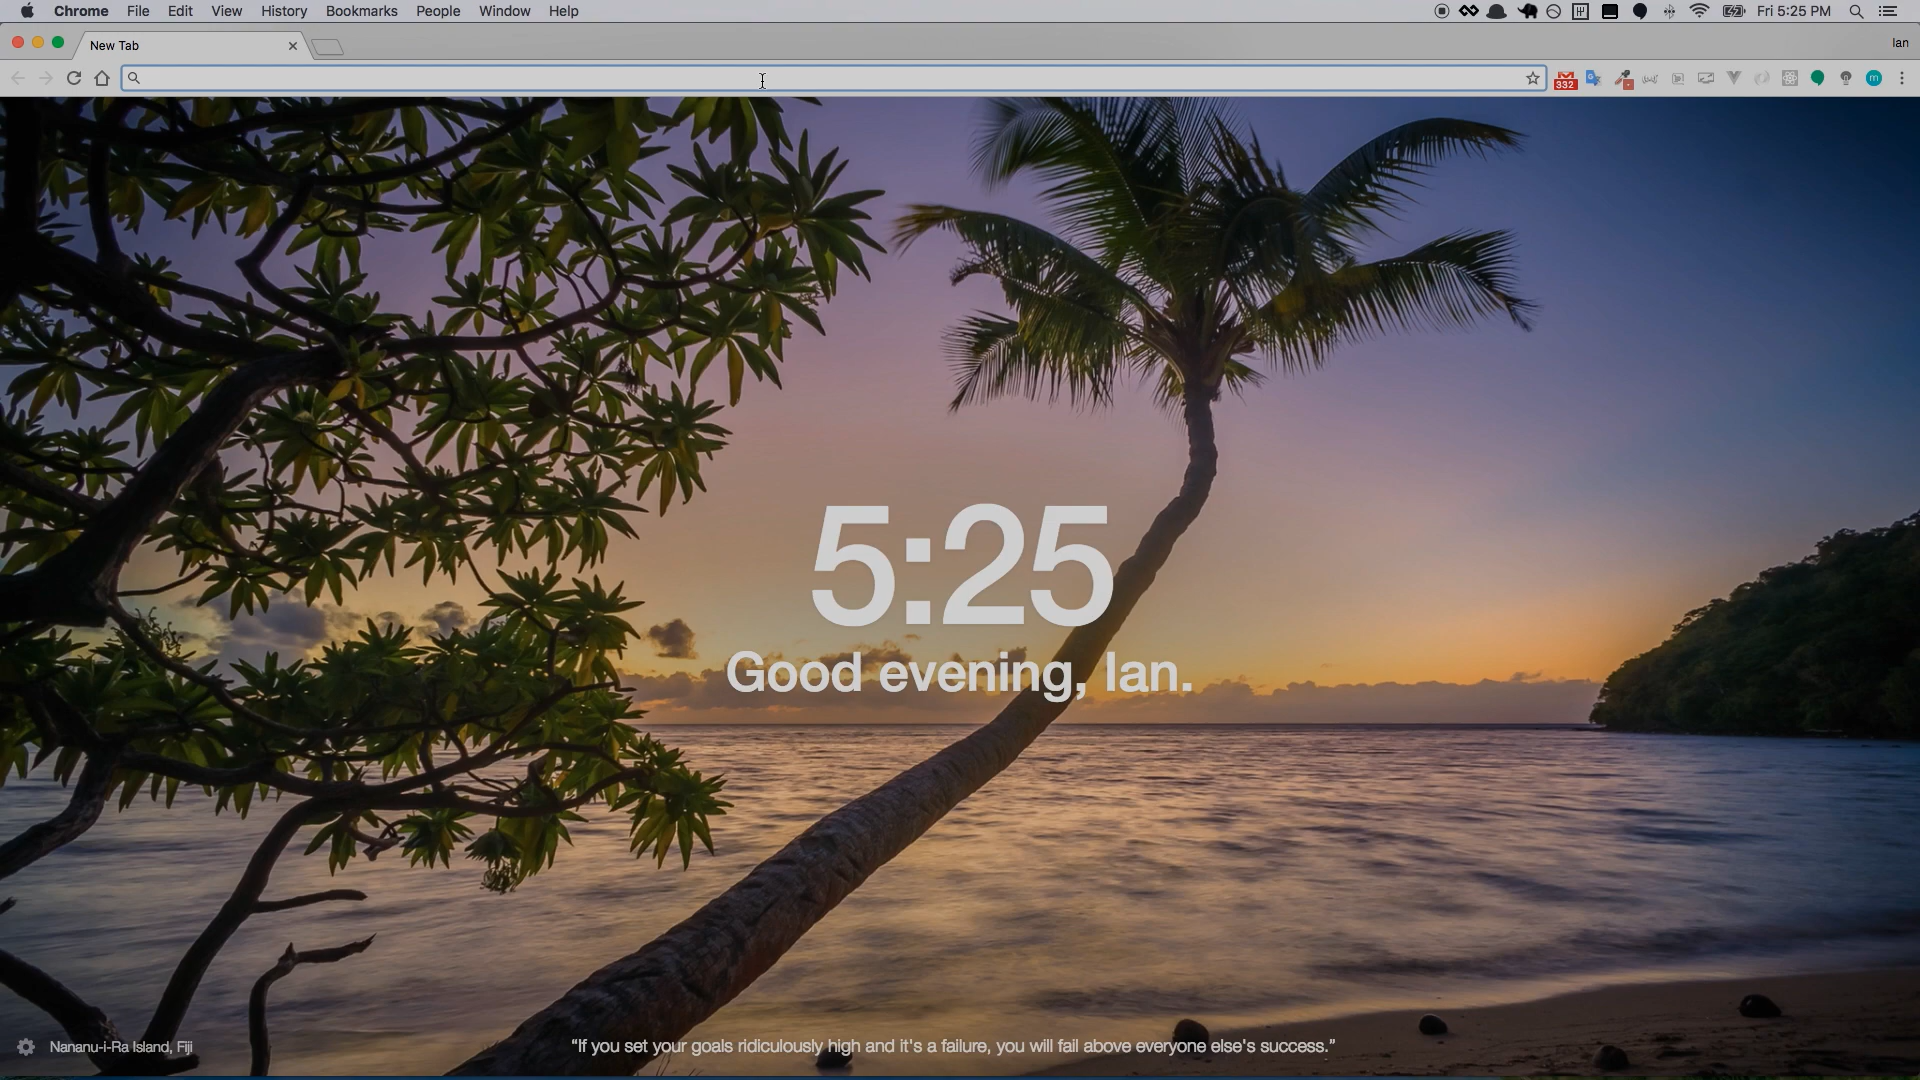 Chrome File Edit View History Bookmarks People Window Help Fri 5:25 PM
New Tab Ian
332
m
5:25
Good evening, Ian.
Nananu-i-Ra Island, Fiji
“If you set your goals ridiculously high and it's a failure, you will fail above everyone else's success.”